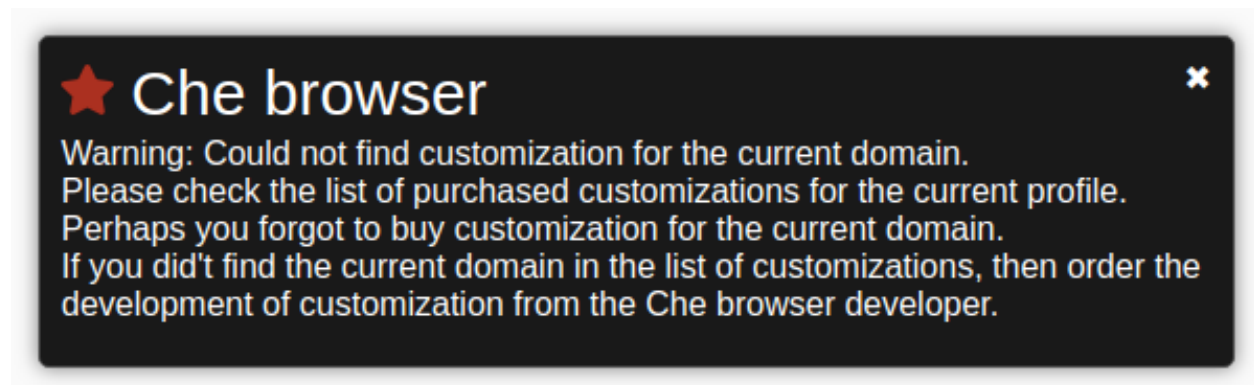 Che browser
Warning: Could not find customization for the current domain.
Please check the list of purchased customizations for the current profile.
Perhaps you forgot to buy customization for the current domain.
If you did't find the current domain in the list of customizations, then order the
development of customization from the Che browser developer.